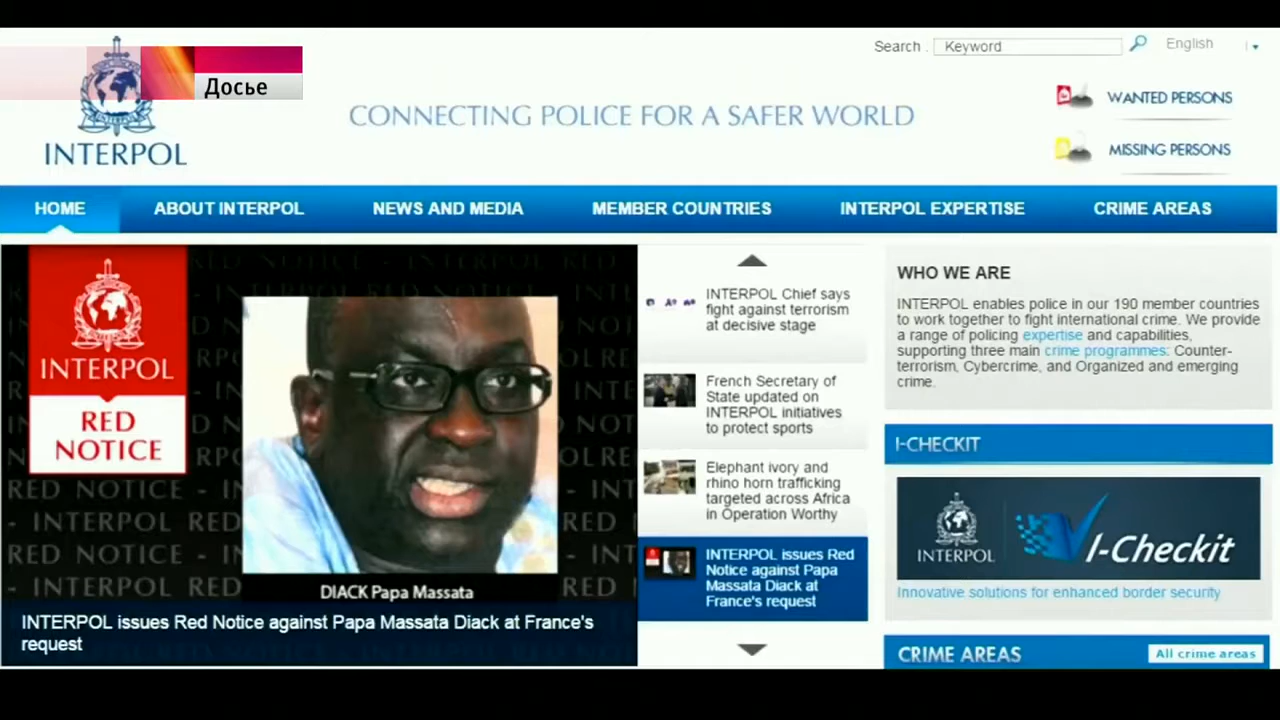 Досье
INTERPOL
CONNECTING POLICE FOR A SAFER WORLD
Search :
Keyword
English
WANTED PERSONS
MISSING PERSONS
HOME
ABOUT INTERPOL
NEWS AND MEDIA
MEMBER COUNTRIES
INTERPOL EXPERTISE
CRIME AREAS
INTERPOL
RED
NOTICE
DIACK Papa Massata
INTERPOL issues Red Notice against Papa Massata Diack at France's
request
INTERPOL Chief says
fight against terrorism
at decisive stage
French Secretary of
State updated on
INTERPOL initiatives
to protect sports
Elephant ivory and
rhino horn trafficking
targeted across Africa
in Operation Worthy
INTERPOL issues Red
Notice against Papa
Massata Diack at
France's request
WHO WE ARE
INTERPOL enables police in our 190 member countries
to work together to fight international crime. We provide
a range of policing expertise and capabilities,
supporting three main crime programmes: Counter-
terrorism, Cybercrime, and Organized and emerging
crime.
I-CHECKIT
INTERPOL
I-Checkit
Innovative solutions for enhanced border security
CRIME AREAS
All crime areas